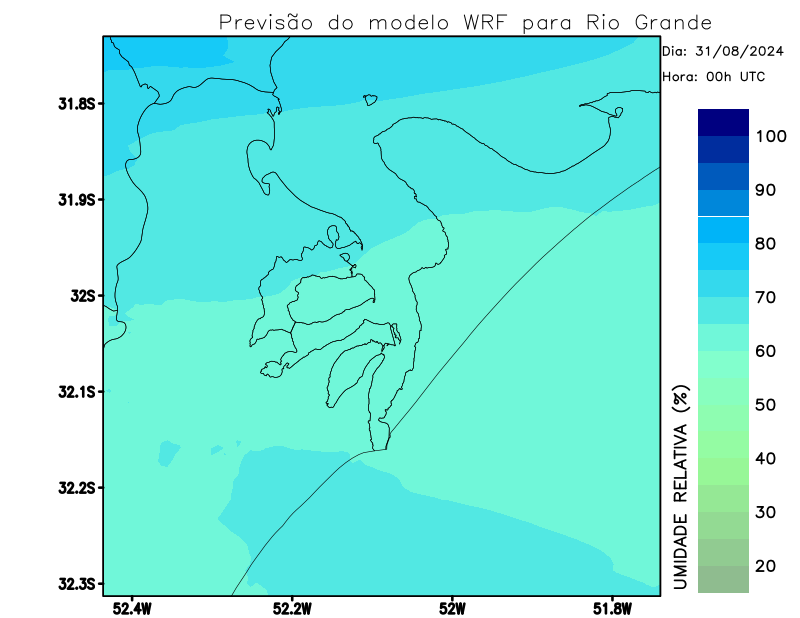 Previsão do modelo WRF para Rio Grande
Dia: 31/08/2024
Hora: 00h UTC
31.8S
31.9S
32S
32.1S
32.2S
32.3S
52.4W
52.2W
52W
51.8W
100
90
80
70
60
50
40
30
20
UMIDADE RELATIVA (%)